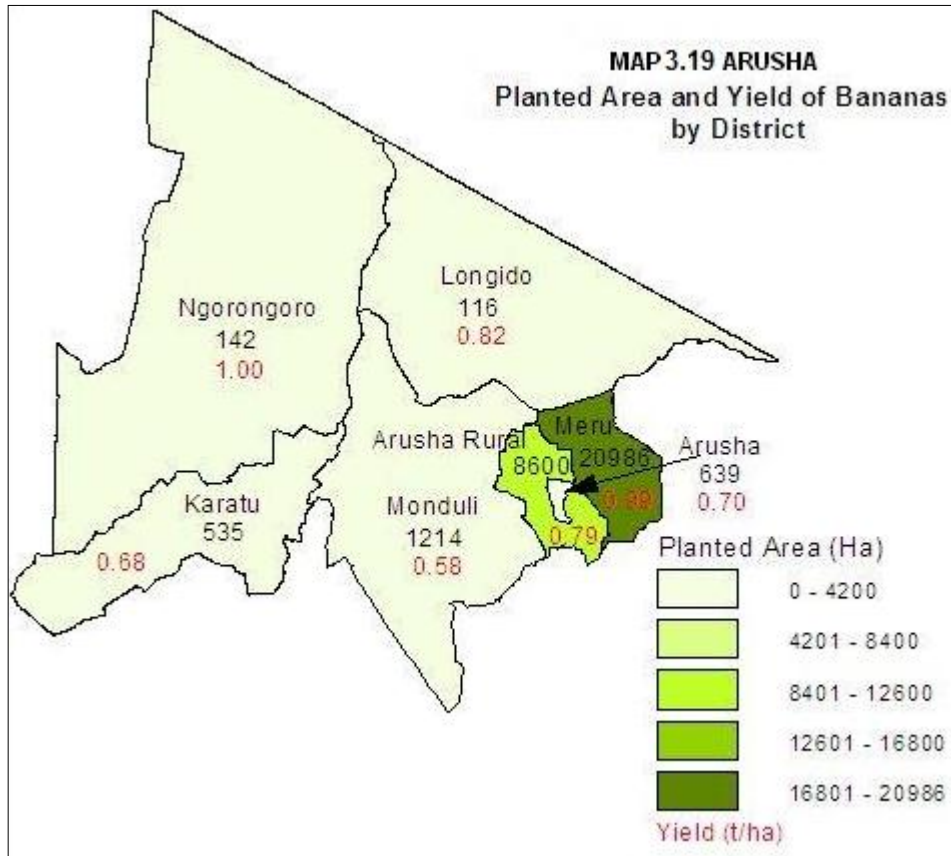 MAP 3.19 ARUSHA
Planted Area and Yield of Bananas
by District
Longido
116
0.82
Ngorongoro
142
1.00
Meru
20986
Arusha Rural
8600
0.79
Arusha
639
0.70
Karatu
535
0.68
Monduli
1214
0.58
Planted Area (Ha)
0 - 4200
4201 - 8400
8401 - 12600
12601 - 16800
16801 - 20986
Yield (t/ha)